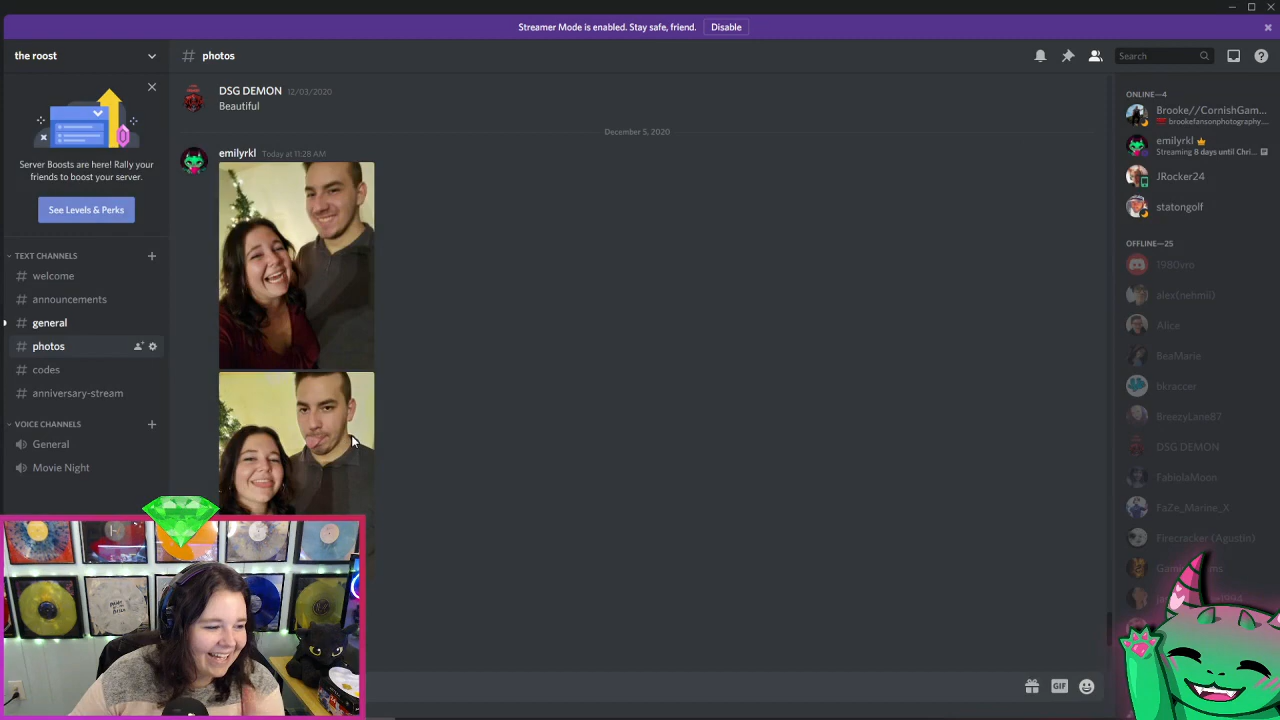 Streamer Mode is enabled. Stay safe, friend. Disable
the roost
# photos
Search
Server Boosts are here! Rally your
friends to boost your server.
See Levels & Perks
TEXT CHANNELS
# welcome
# announcements
# general
# photos
# codes
# anniversary-stream
VOICE CHANNELS
General
Movie Night
DSG DEMON 12/03/2020
Beautiful
December 5, 2020
emilyrkl Today at 11:28 AM
GIF
ONLINE—4
Brooke//CornishGam...
brookefansonphotography,...
emilyrkl
Streaming 8 days until Chri...
JRocker24
statongolf
OFFLINE—25
1980vro
alex(nehmii)
Alice
BeaMarie
bkraccer
BreezyLane87
DSG DEMON
FabiolaMoon
FaZe_Marine_X
Firecracker (Agustin)